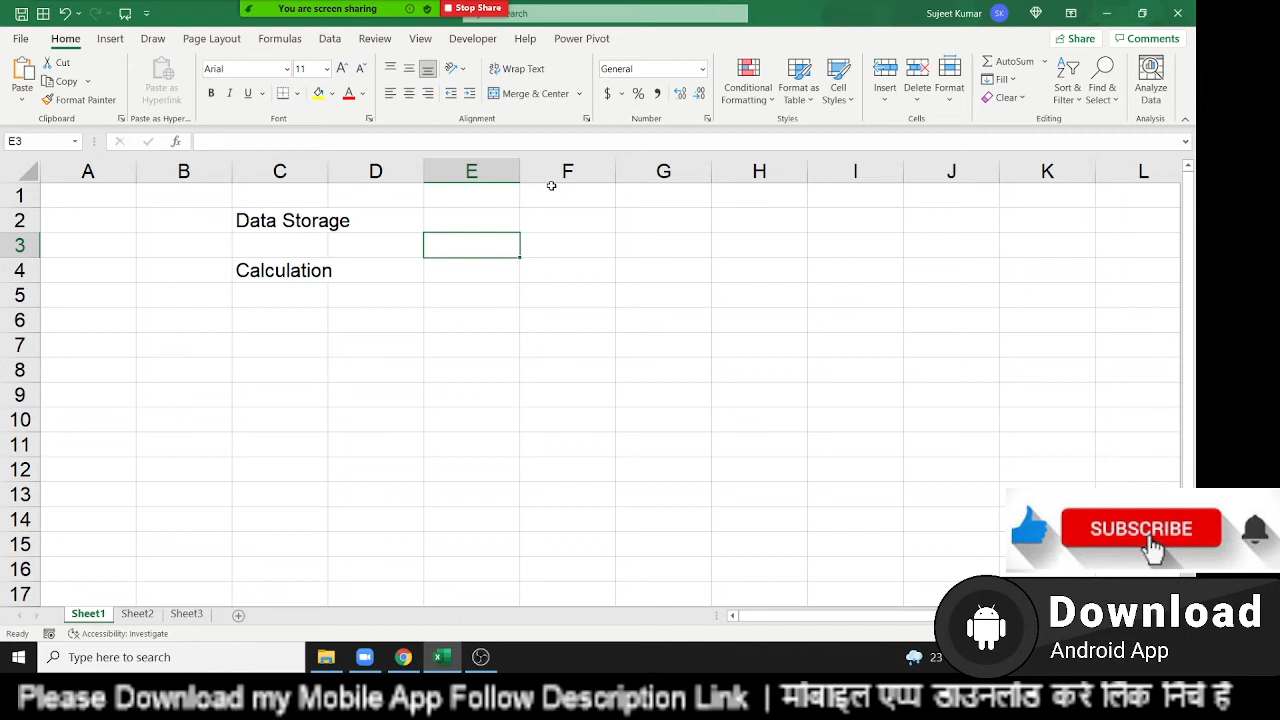 You are screen sharing
Stop Share
Search
Sujeet Kumar
SK
File Home Insert Draw Page Layout Formulas Data Review View Developer Help Power Pivot
Share
Comments
Paste
Cut
Copy
Format Painter
Clipboard
Paste as Hyperlink
Paste as Hyper...
Arial
11
B I U
Font
Wrap Text
Merge & Center
Alignment
General
$ % ,
Number
Conditional Formatting
Format as Table
Cell Styles
Styles
Insert
Delete
Format
Cells
AutoSum
Fill
Clear
Sort & Filter
Find & Select
Editing
Analyze Data
Analysis
E3
fx
A B C D E F G H I J K L
1
2 Data Storage
3
4 Calculation
5
6
7
8
9
10
11
12
13
14
15
16
17
SUBSCRIBE
Sheet1 Sheet2 Sheet3
Ready
Accessibility: Investigate
Type here to search
23
Download
Android App
Please Download my Mobile App Follow Description Link | मोबाइल एप्प डाउनलोड करे लिंक निचे है